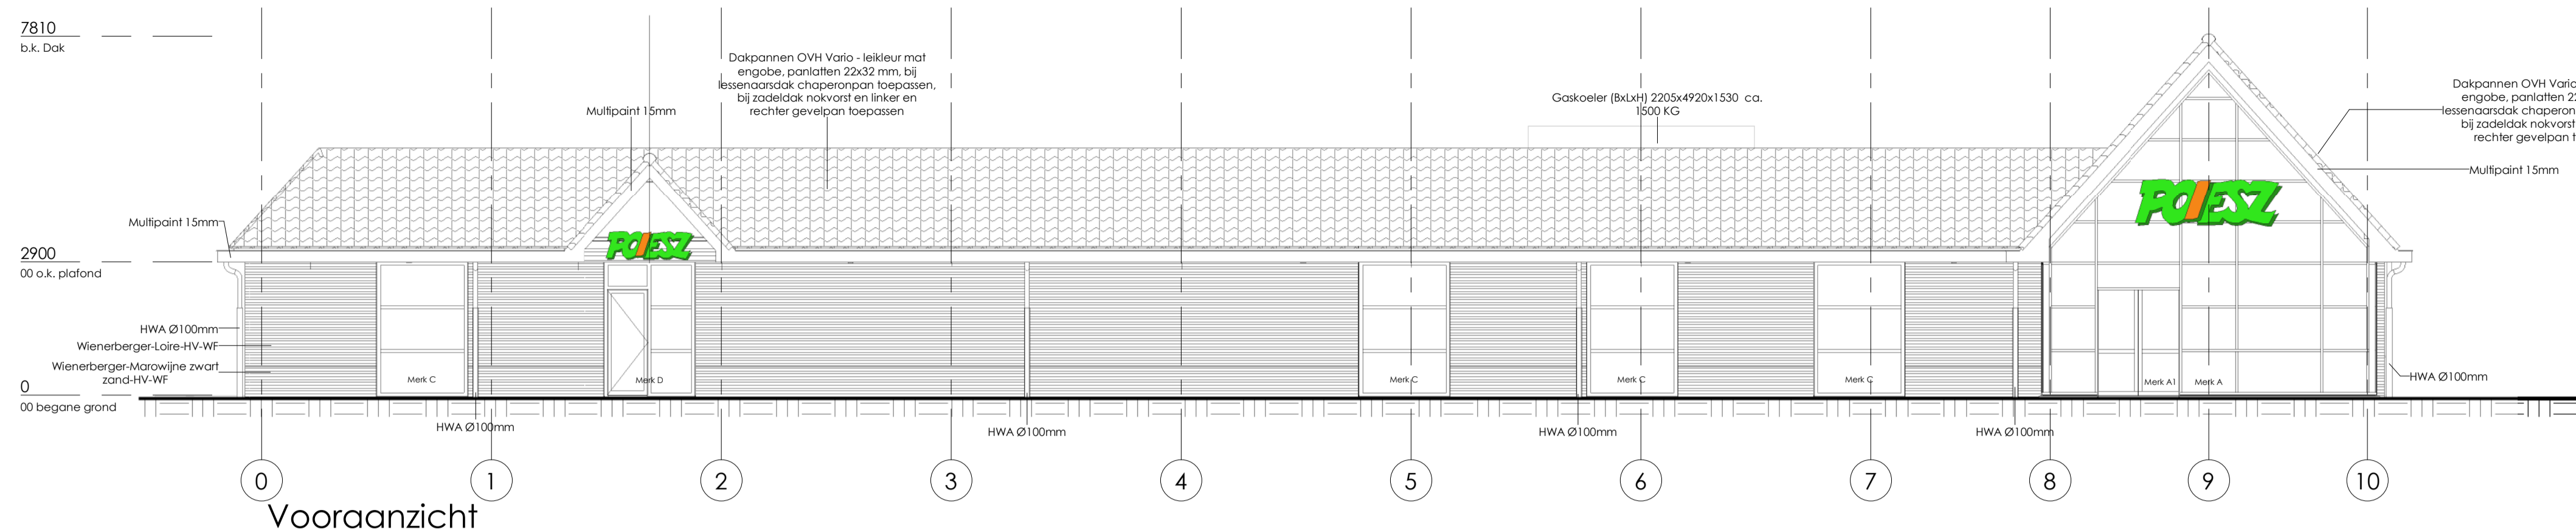 7810
b.k. Dak
2900
00 o.k. plafond
0
00 begane grond
Multipaint 15mm
HWA Ø100mm
Wienerberger-Loire-HV-WF
Wienerberger-Marowijne zwart
zand-HV-WF
Multipaint 15mm
Dakpannen OVH Vario - leikleur mat
engobe, panlatten 22x32 mm, bij
lessenaarsdak chaperonpan toepassen,
bij zadeldak nokvorst en linker en
rechter gevelpan toepassen
Gaskoeler (BxLxH) 2205x4920x1530 ca.
1500 KG
Dakpannen OVH Vario
engobe, panlatten 22
lessenaarsdak chaperon
bij zadeldak nokvorst
rechter gevelpan t
Multipaint 15mm
POIESZ
POIESZ
Merk C
Merk D
Merk C
Merk C
Merk C
Merk A1
Merk A
HWA Ø100mm
HWA Ø100mm
HWA Ø100mm
HWA Ø100mm
HWA Ø100mm
0
1
2
3
4
5
6
7
8
9
10
Vooraanzicht